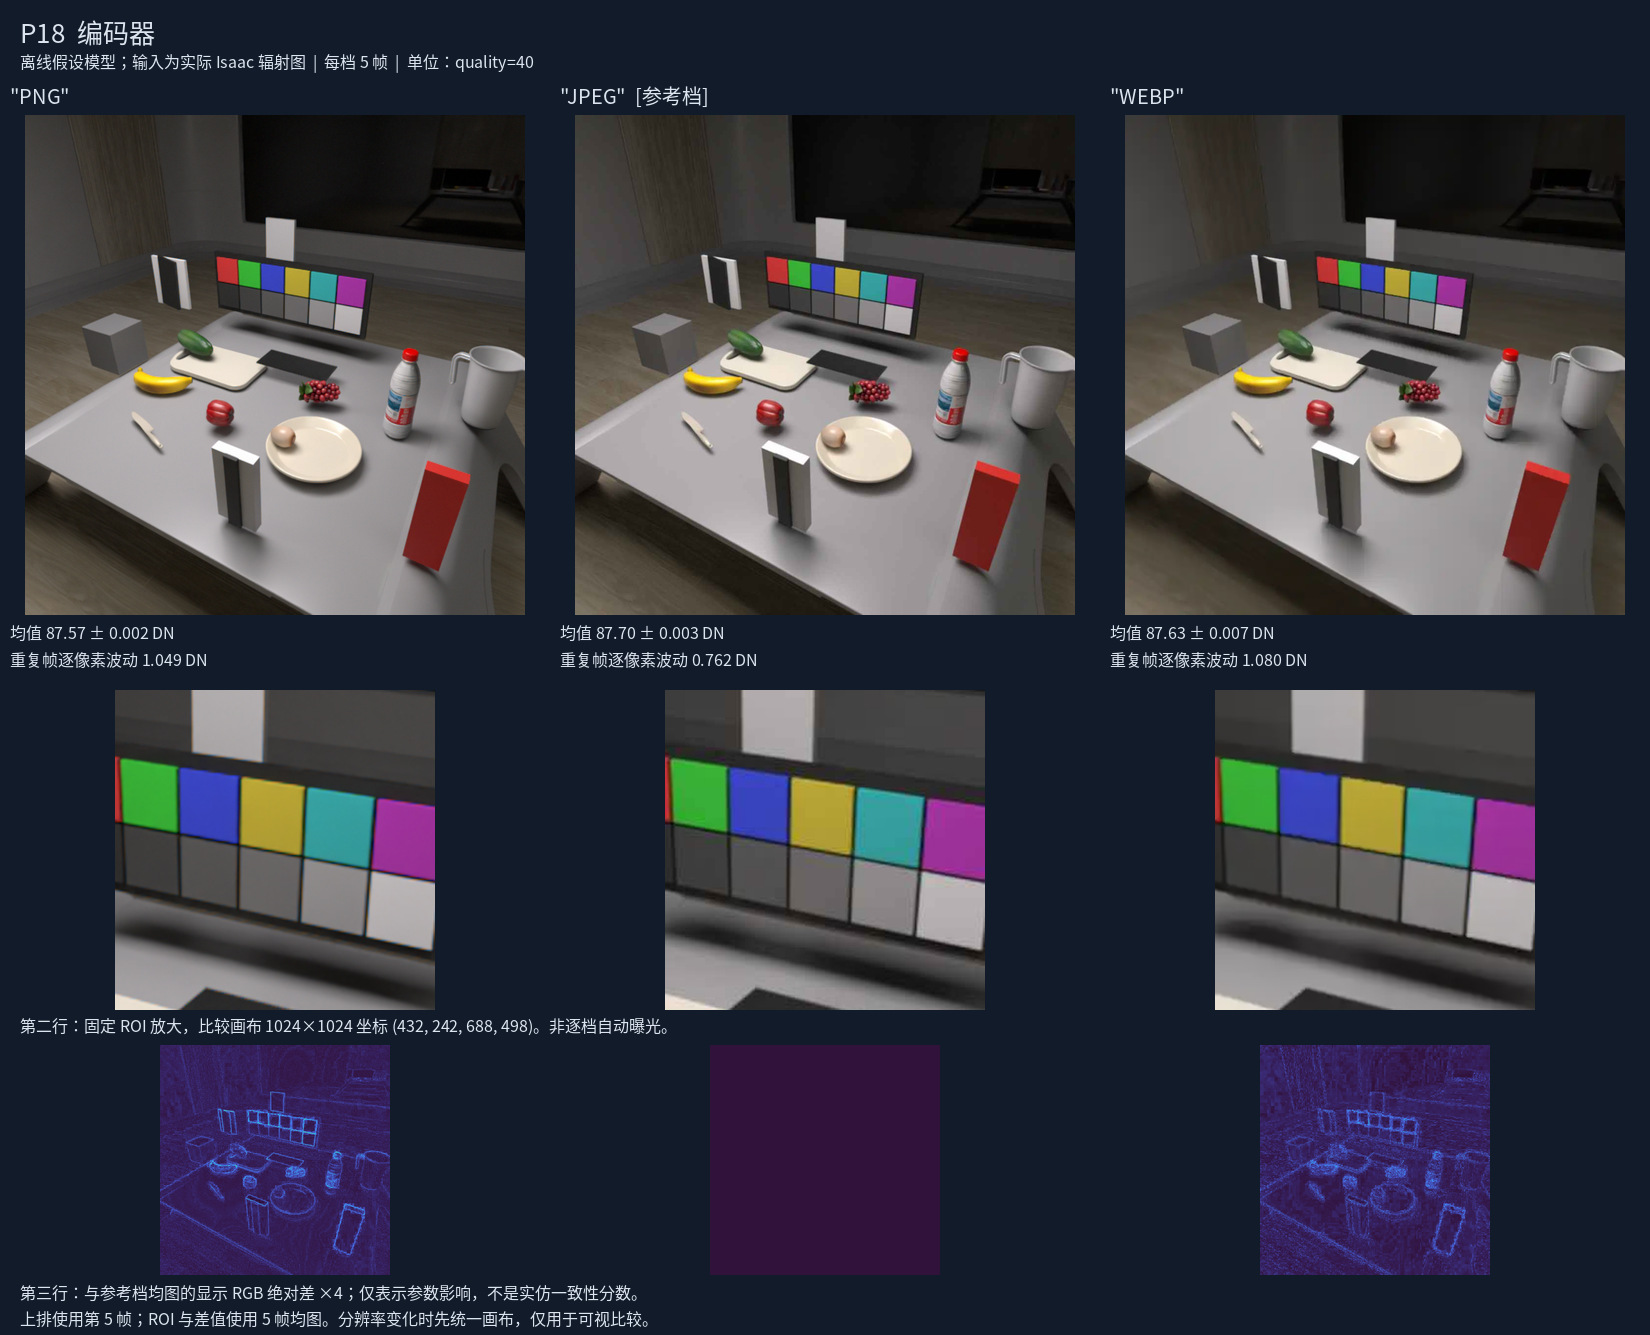 P18 编码器
离线假设模型；输入为实际 Isaac 辐射图 | 每档 5 帧 | 单位：quality=40
"PNG"
"JPEG" [参考档]
"WEBP"
均值 87.57 ± 0.002 DN
重复帧逐像素波动 1.049 DN
均值 87.70 ± 0.003 DN
重复帧逐像素波动 0.762 DN
均值 87.63 ± 0.007 DN
重复帧逐像素波动 1.080 DN
第二行：固定 ROI 放大，比较画布 1024×1024 坐标 (432, 242, 688, 498)。非逐档自动曝光。
第三行：与参考档均图的显示 RGB 绝对差 ×4；仅表示参数影响，不是实仿一致性分数。
上排使用第 5 帧；ROI 与差值使用 5 帧均图。分辨率变化时先统一画布，仅用于可视比较。